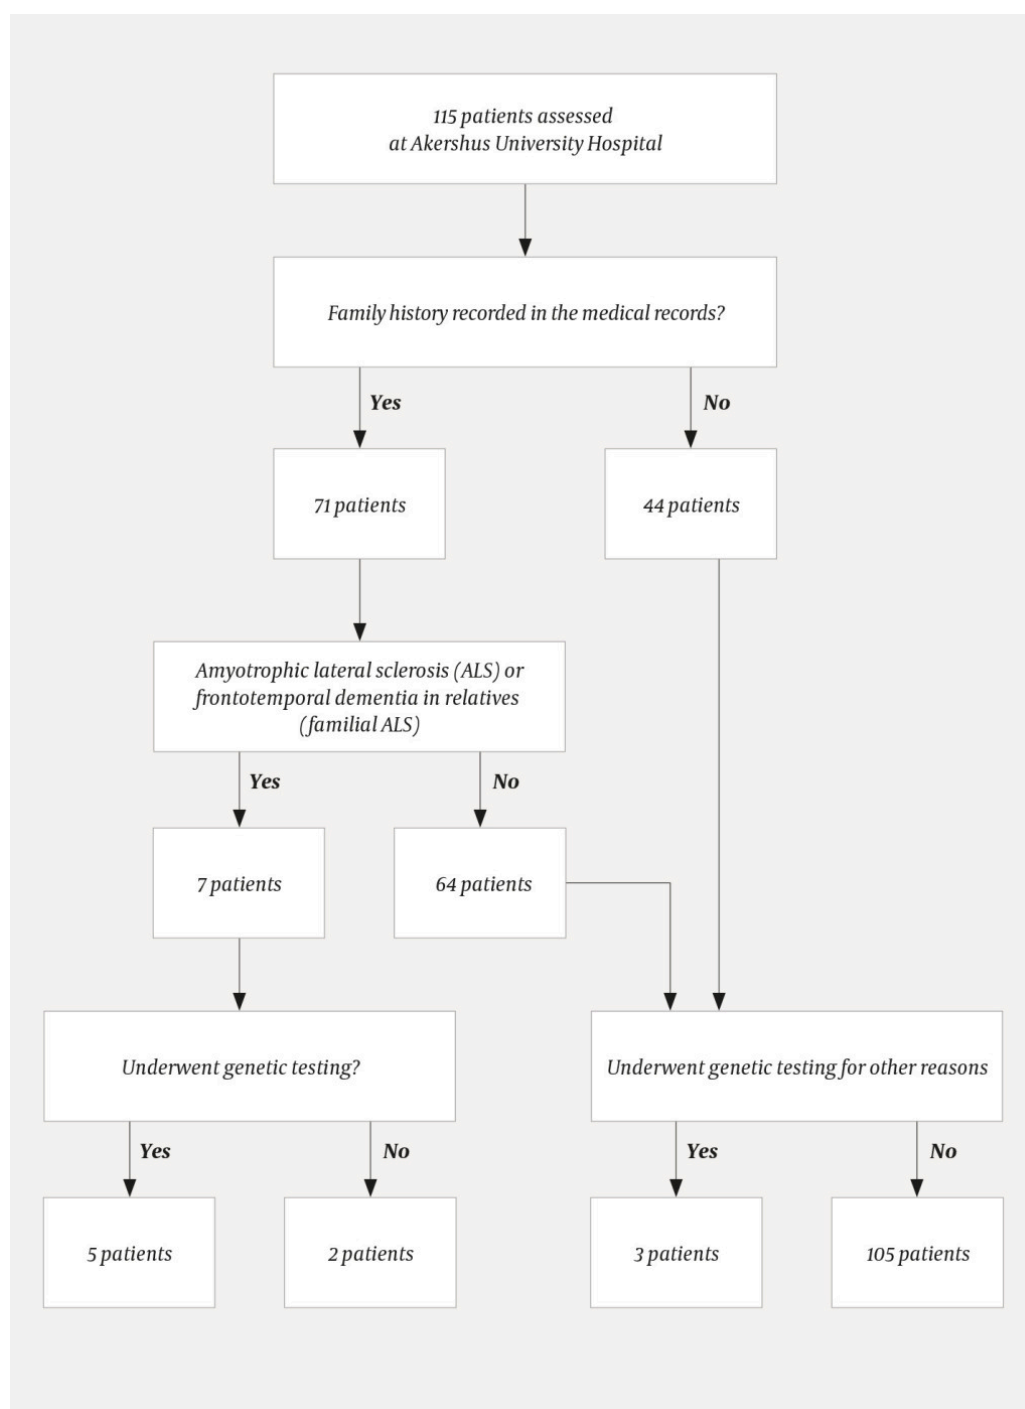 115 patients assessed
at Akershus University Hospital
Family history recorded in the medical records?
Yes
No
71 patients
44 patients
Amyotrophic lateral sclerosis (ALS) or
frontotemporal dementia in relatives
(familial ALS)
Yes
No
7 patients
64 patients
Underwent genetic testing?
Underwent genetic testing for other reasons
Yes
No
Yes
No
5 patients
2 patients
3 patients
105 patients